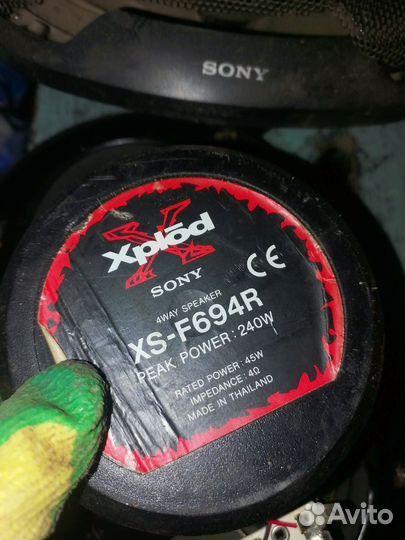 SONY
Xplōd
SONY
CE
4WAY SPEAKER
XS-F694R
PEAK POWER : 240W
RATED POWER : 45W
IMPEDANCE : 4Ω
MADE IN THAILAND
Avito